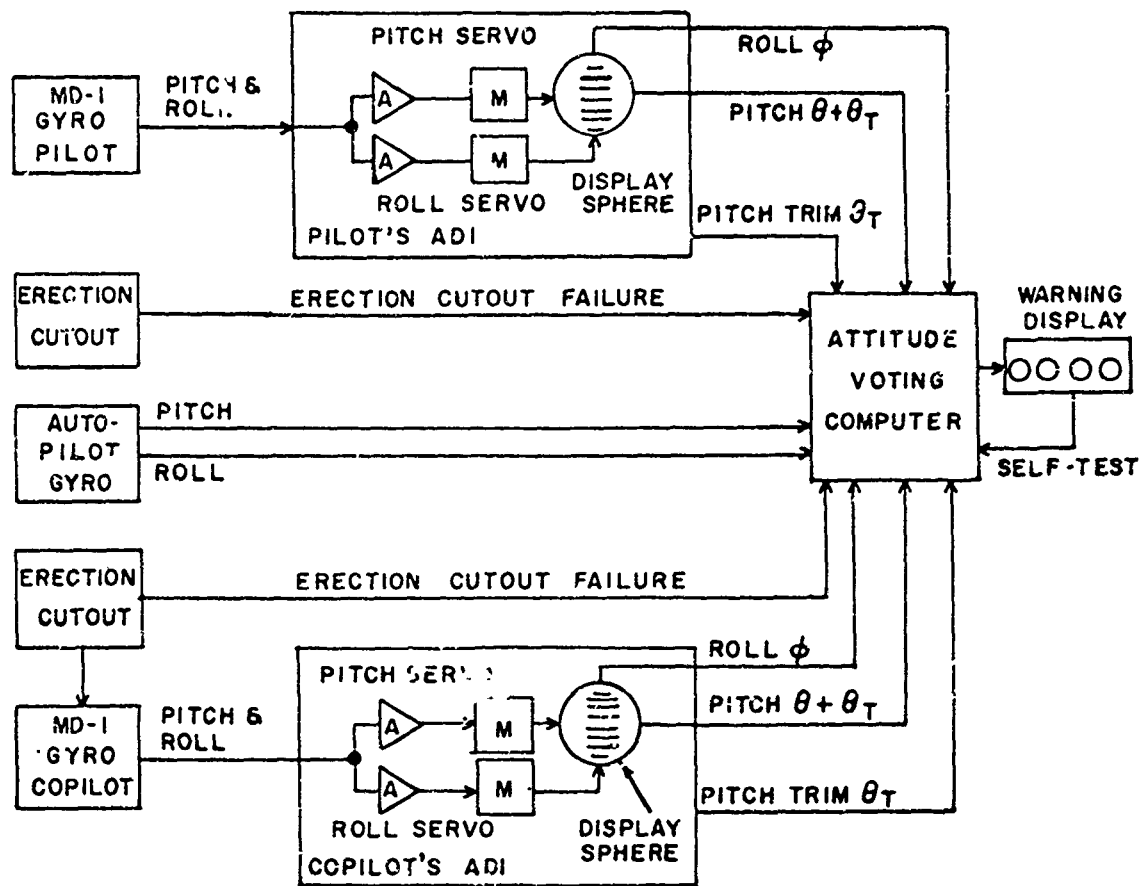 PITCH SERVO
ROLL ϕ
MD-1
GYRO
PILOT
PITCH &
A
M
PITCH θ+θT
A
M
ROLL SERVO
DISPLAY
SPHERE
PITCH TRIM θT
PILOT'S ADI
ERECTION
CUTOUT
ERECTION CUTOUT FAILURE
ATTITUDE
VOTING
COMPUTER
WARNING
DISPLAY
AUTO-
PILOT
GYRO
PITCH
ROLL
SELF-TEST
ERECTION
CUTOUT
ERECTION CUTOUT FAILURE
ROLL ϕ
PITCH
MD-1
GYRO
COPILOT
PITCH &
ROLL
A
M
PITCH θ + θT
A
M
ROLL SERVO
DISPLAY
SPHERE
PITCH TRIM θT
COPILOT'S ADI